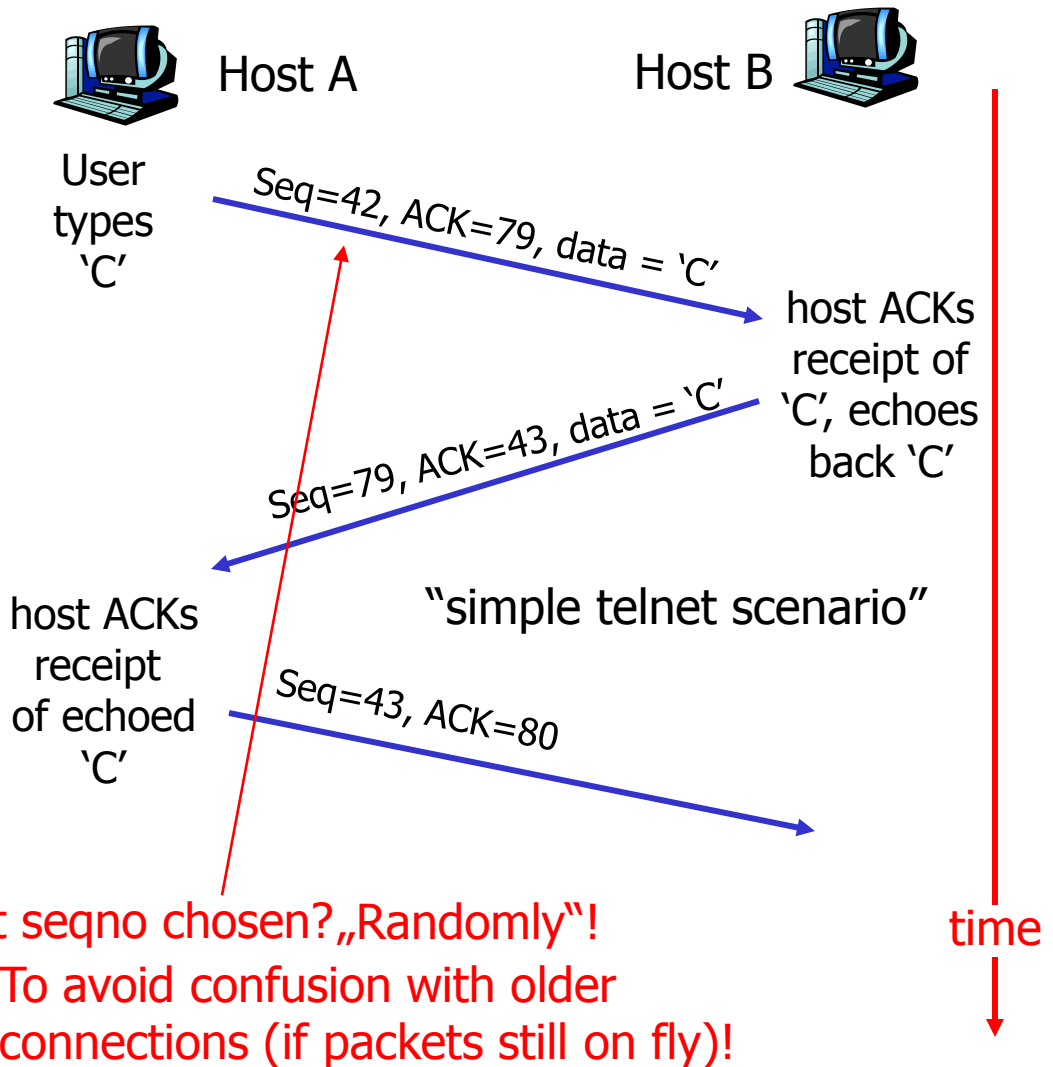 Host A
Host B
User
types
‘C’
Seq=42, ACK=79, data = ‘C’
host ACKs
receipt of
‘C’, echoes
back ‘C’
Seq=79, ACK=43, data = ‘C’
host ACKs
receipt
of echoed
‘C’
“simple telnet scenario”
Seq=43, ACK=80
seqno chosen?„Randomly“!
To avoid confusion with older
connections (if packets still on fly)!
time